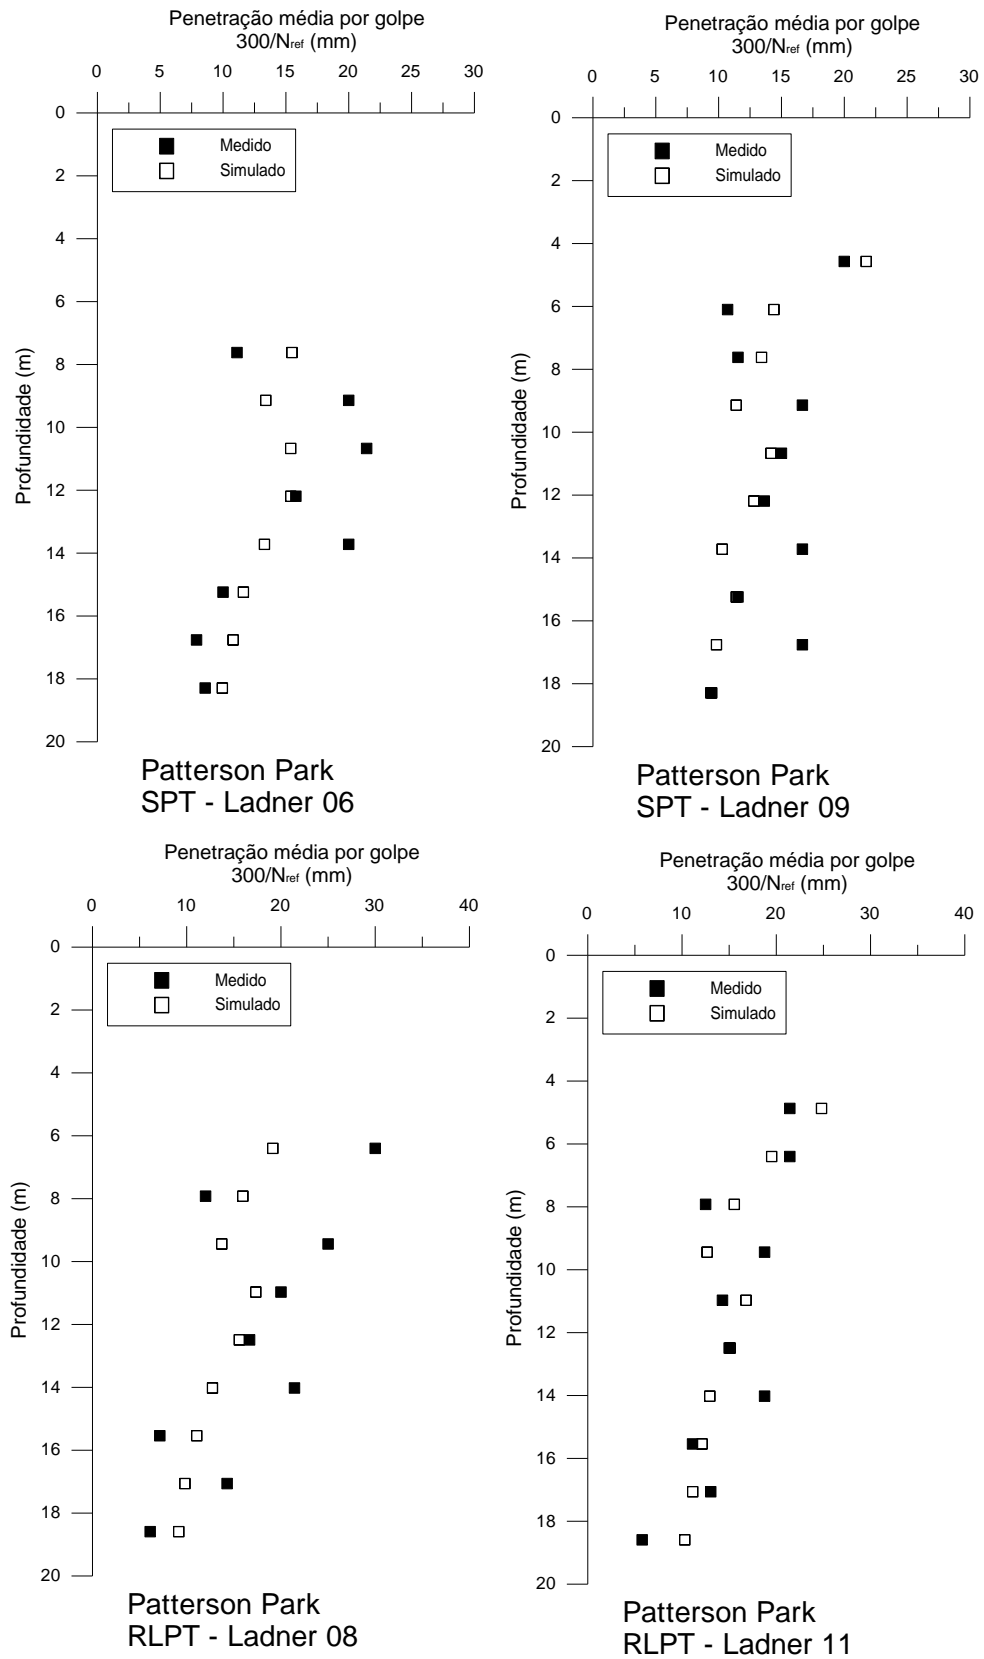 Penetração média por golpe
300/Nref (mm)
0 5 10 15 20 25 30
0
2
4
6
8
10
12
14
16
18
20
Profundidade (m)
Medido
Simulado
Patterson Park
SPT - Ladner 06
Penetração média por golpe
300/Nref (mm)
0 5 10 15 20 25 30
0
2
4
6
8
10
12
14
16
18
20
Profundidade (m)
Medido
Simulado
Patterson Park
SPT - Ladner 09
Penetração média por golpe
300/Nref (mm)
0 10 20 30 40
0
2
4
6
8
10
12
14
16
18
20
Profundidade (m)
Medido
Simulado
Patterson Park
RLPT - Ladner 08
Penetração média por golpe
300/Nref (mm)
0 10 20 30 40
0
2
4
6
8
10
12
14
16
18
20
Profundidade (m)
Medido
Simulado
Patterson Park
RLPT - Ladner 11